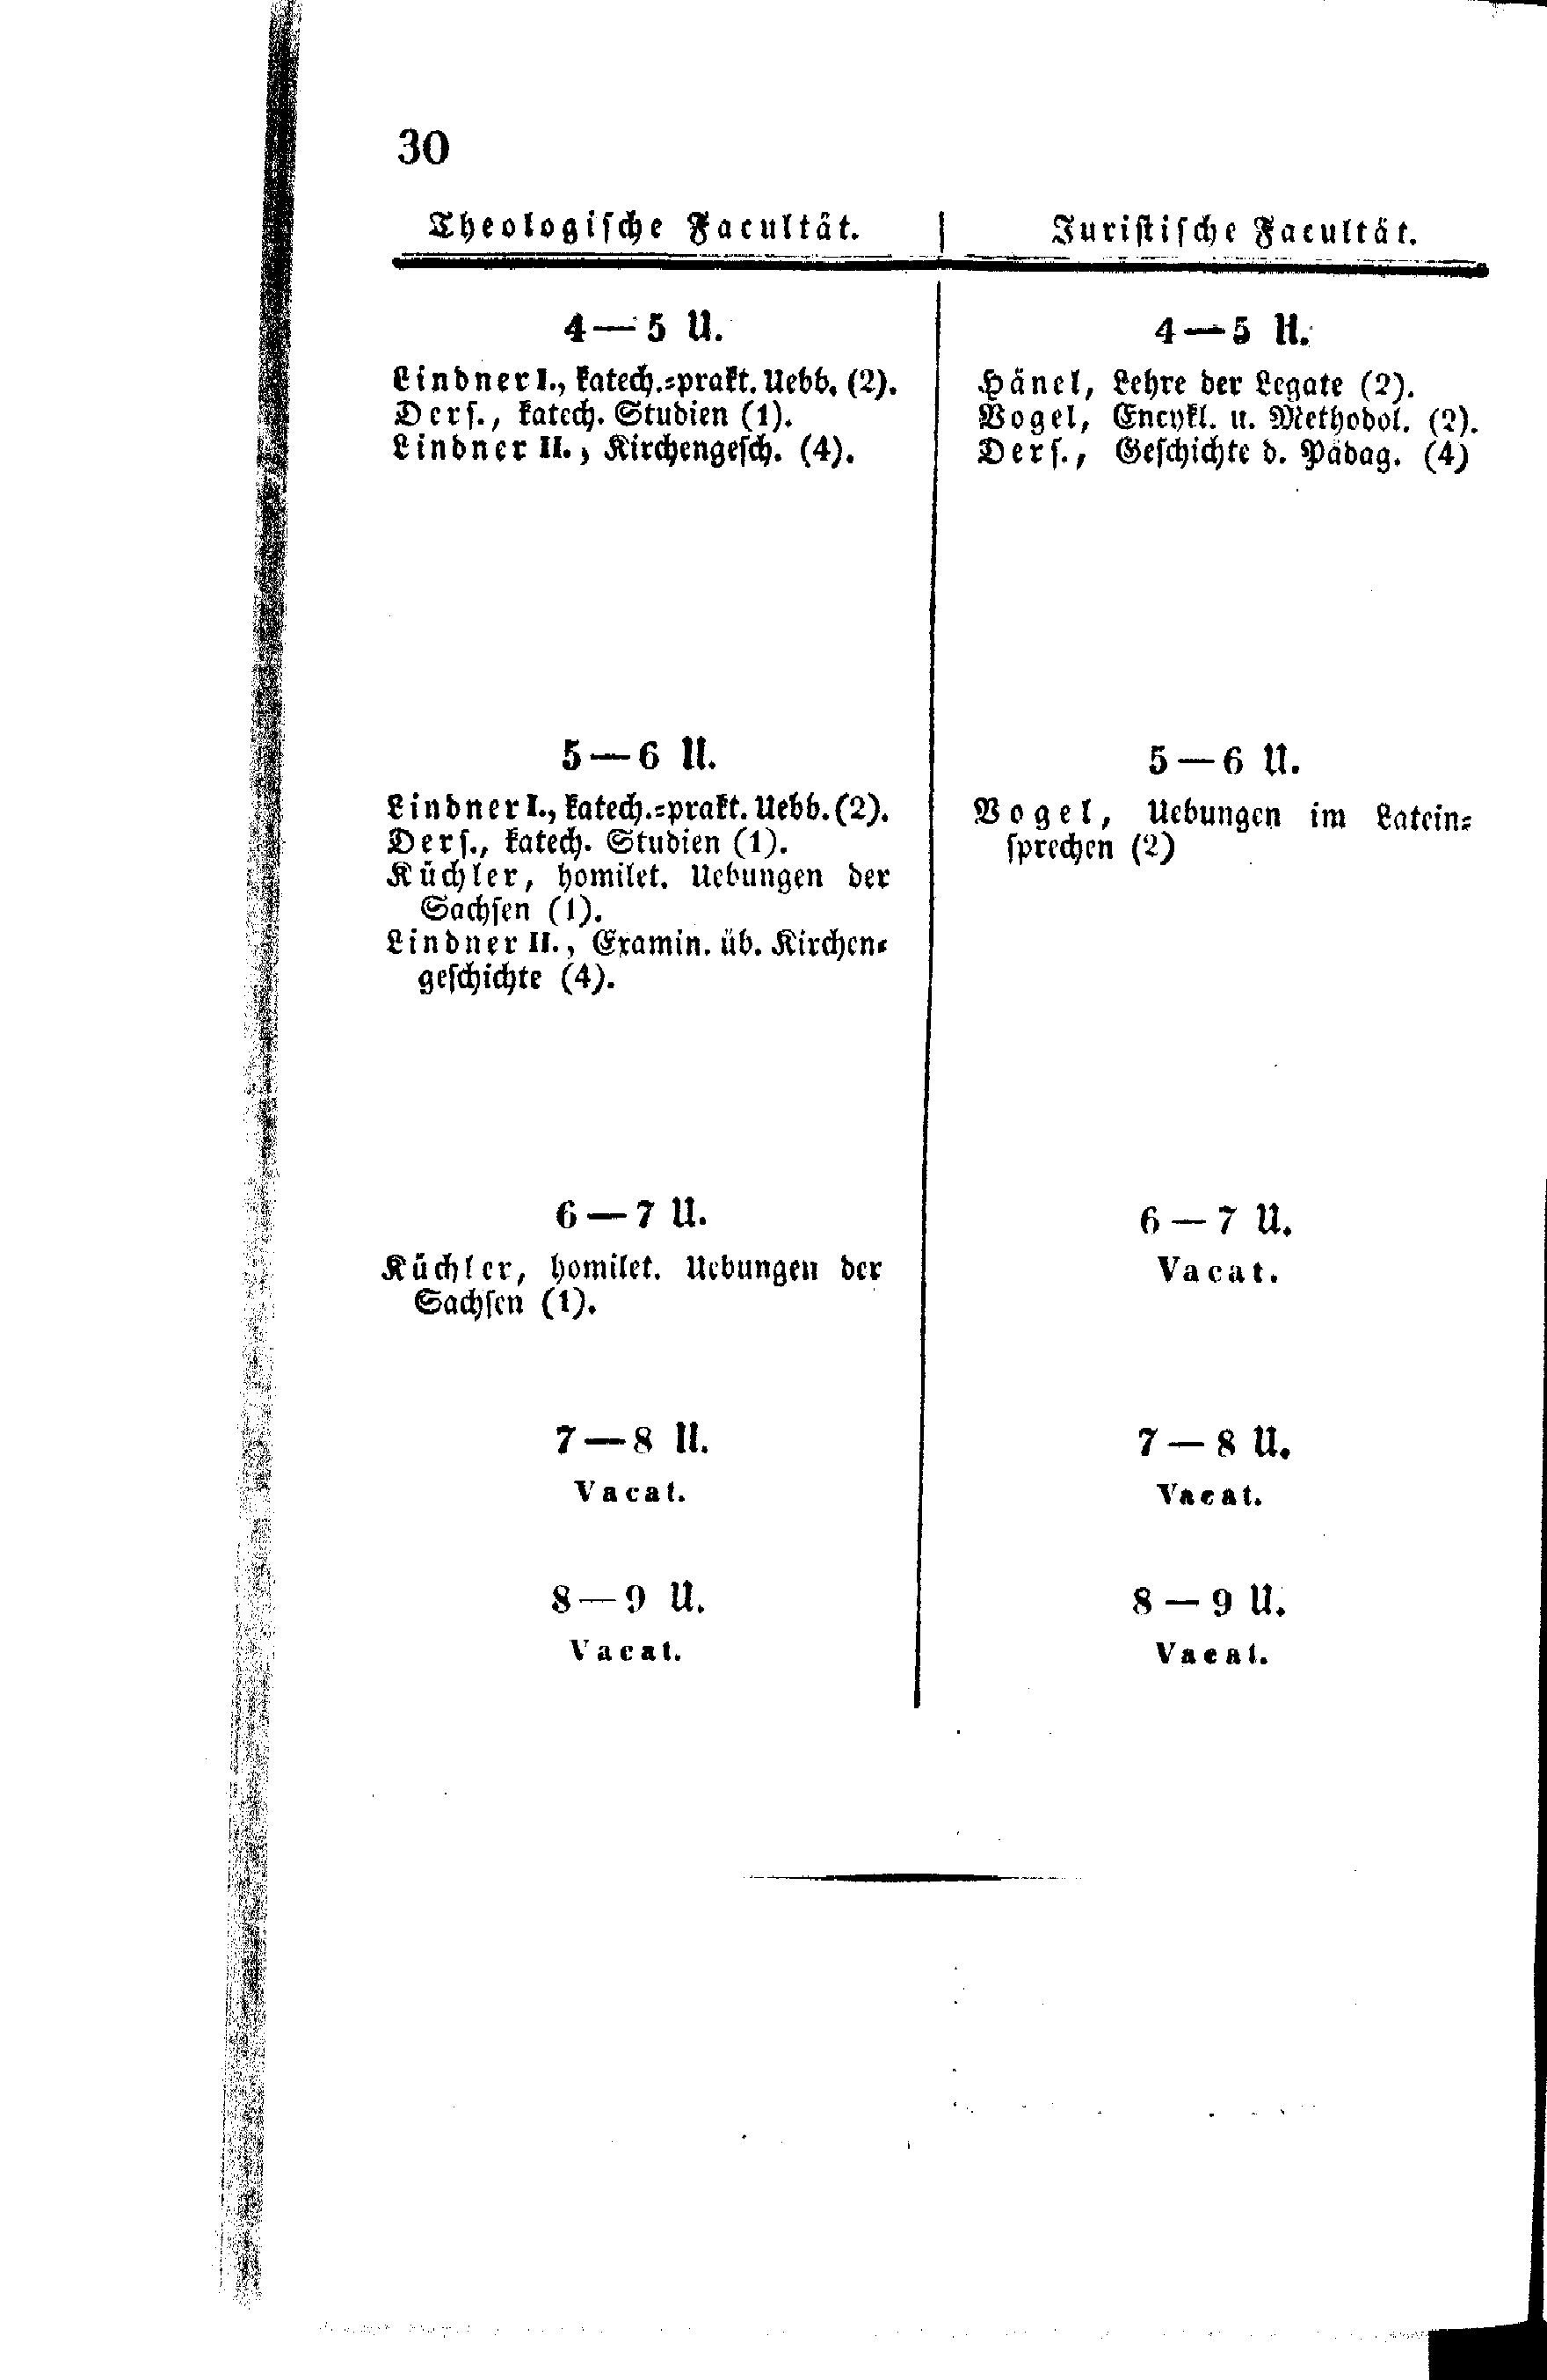 30
Theologische Facultät.
4 — 5 U.
Lindner I., katech.-prakt. Uebb. (2).
Ders., katech. Studien (1).
Lindner II., Kirchengesch. (4).
5 — 6 U.
Lindner I., katech.-prakt. Uebb. (2).
Ders., katech. Studien (1).
Küchler, homilet. Uebungen der
Sachsen (1).
Lindner II., Examin. üb. Kirchen-
geschichte (4).
6 — 7 U.
Küchler, homilet. Uebungen der
Sachsen (1).
7 — 8 U.
Vacat.
8 — 9 U.
Vacat.
Juristische Facultät.
4 — 5 U.
Hänel, Lehre der Legate (2).
Vogel, Encykl. u. Methodol. (2).
Ders., Geschichte d. Pädag. (4)
5 — 6 U.
Vogel, Uebungen im Latein-
sprechen (2)
6 — 7 U.
Vacat.
7 — 8 U.
Vacat.
8 — 9 U.
Vacat.